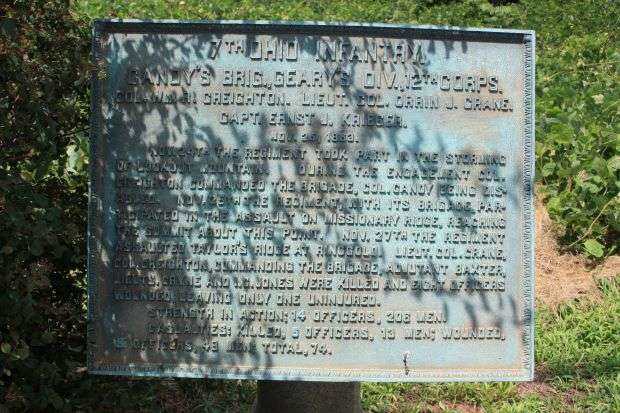 7TH OHIO INFANTRY.
CANDY'S BRIG., GEARY'S DIV., 12TH CORPS.
COL. WM. R. CREIGHTON. LIEUT. COL. ORRIN J. CRANE.
CAPT. ERNST J. KRIEGER.
NOV. 25, 1863.
NOV. 24TH THE REGIMENT TOOK PART IN THE STORMING
OF LOOKOUT MOUNTAIN. DURING THE ENGAGEMENT COL.
CREIGHTON COMMANDED THE BRIGADE, COL. CANDY BEING DIS-
ABLED. NOV. 25TH THE REGIMENT, WITH ITS BRIGADE, PAR-
TICIPATED IN THE ASSAULT ON MISSIONARY RIDGE, REACHING
THE SUMMIT ABOUT THIS POINT. NOV. 27TH THE REGIMENT
ASSAULTED TAYLOR'S RIDGE AT RINGGOLD. LIEUT. COL. CRANE,
COL. CREIGHTON, COMMANDING THE BRIGADE, ADJUTANT BAXTER,
LIEUTS. CRANE AND JONES WERE KILLED AND EIGHT OFFICERS
WOUNDED, LEAVING ONLY ONE UNINJURED.
STRENGTH IN ACTION; 14 OFFICERS, 206 MEN.
CASUALTIES: KILLED, 5 OFFICERS, 13 MEN; WOUNDED,
OFFICERS, 48 MEN; TOTAL, 74.